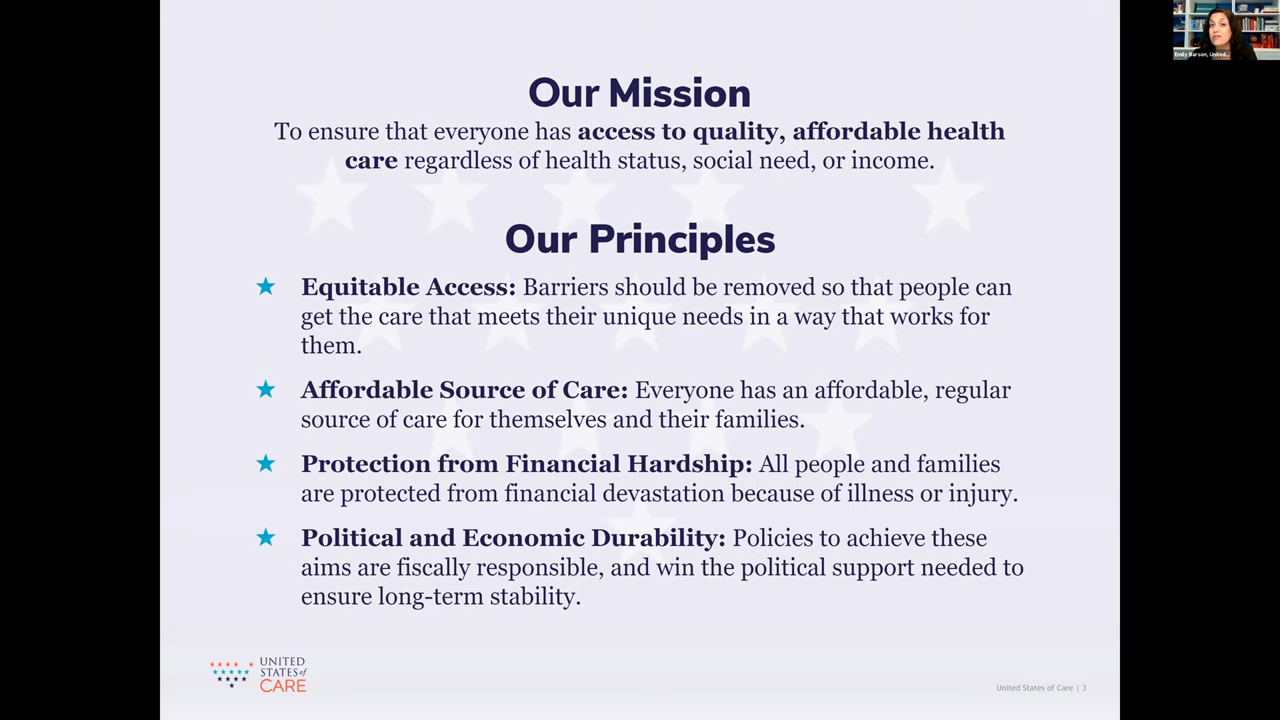 Our Mission
To ensure that everyone has access to quality, affordable health
care regardless of health status, social need, or income.
Our Principles
Equitable Access: Barriers should be removed so that people can
get the care that meets their unique needs in a way that works for
them.
Affordable Source of Care: Everyone has an affordable, regular
source of care for themselves and their families.
Protection from Financial Hardship: All people and families
are protected from financial devastation because of illness or injury.
Political and Economic Durability: Policies to achieve these
aims are fiscally responsible, and win the political support needed to
ensure long-term stability.
UNITED
STATES of
CARE
United States of Care | 3
Emily Barson, United...